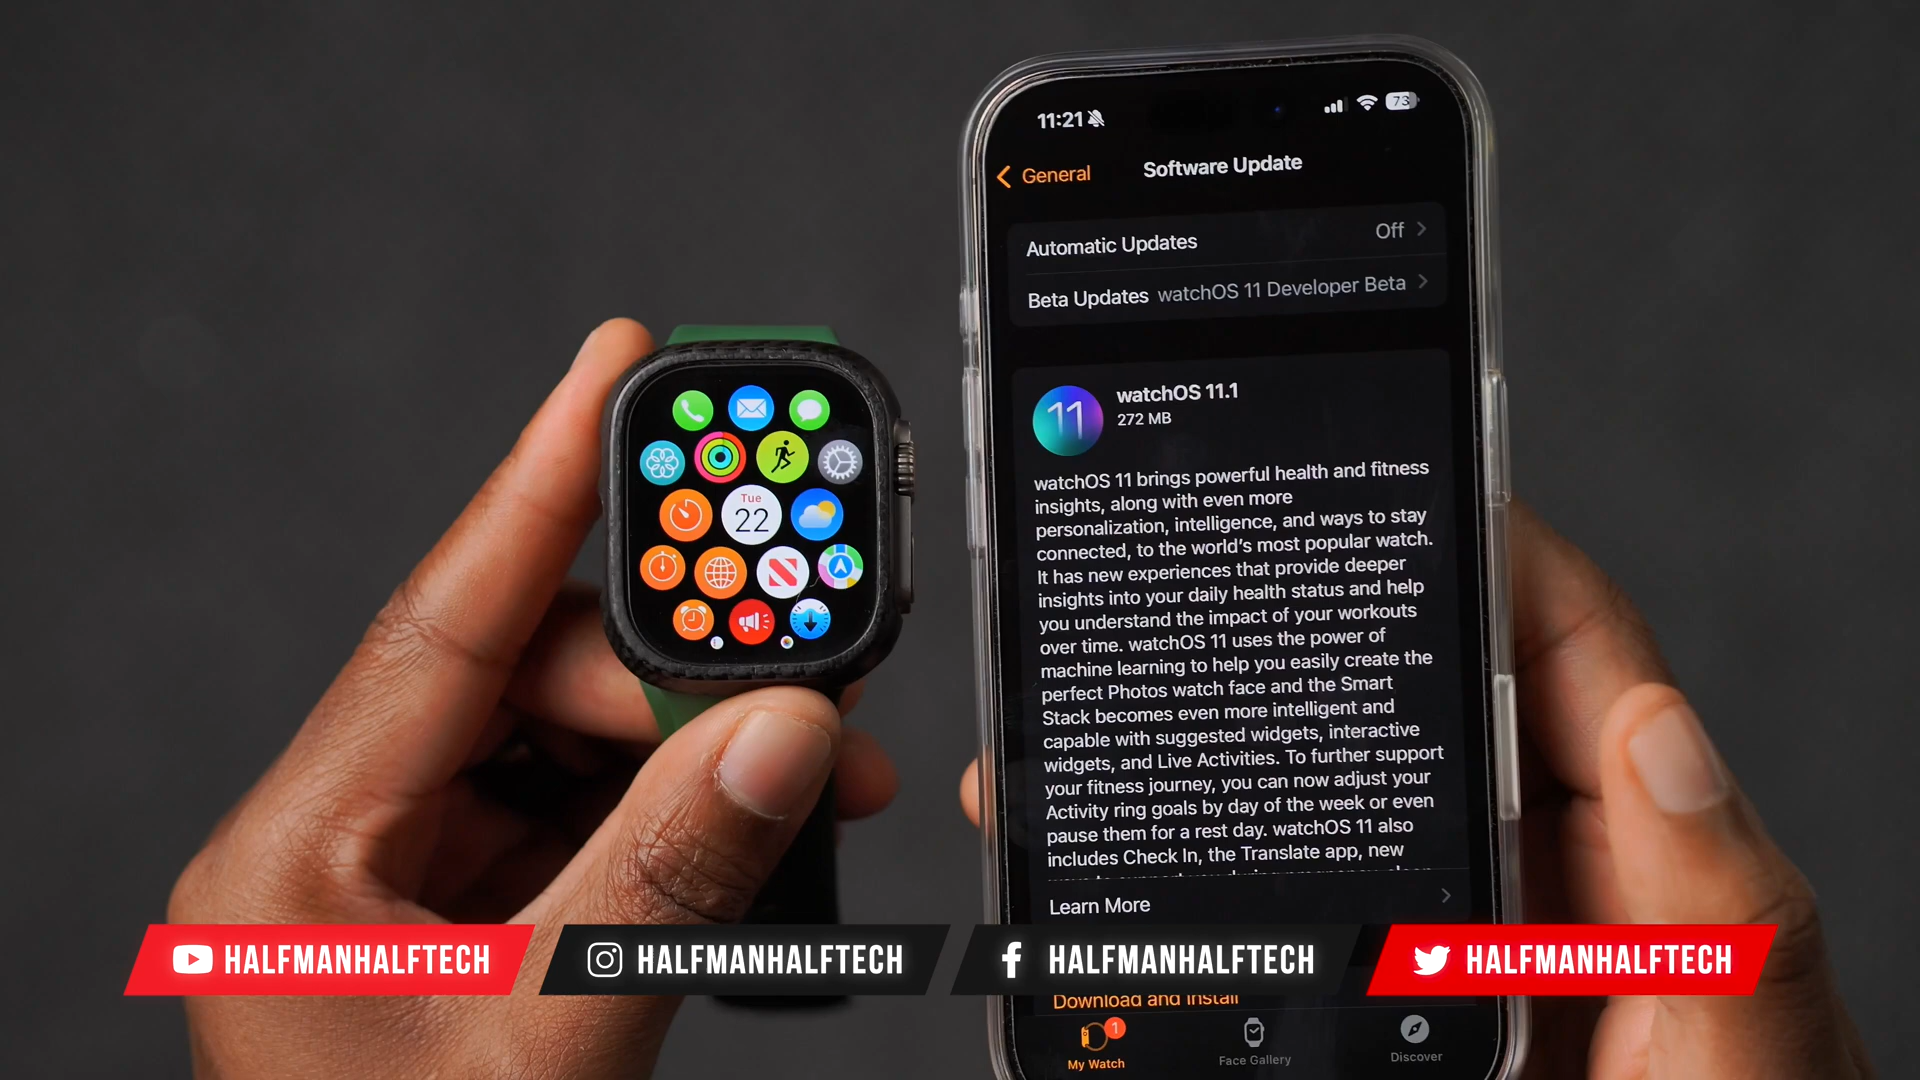 11:21
73
General
Software Update
Automatic Updates
Off
Beta Updates
watchOS 11 Developer Beta
11
watchOS 11.1
272 MB
watchOS 11 brings powerful health and fitness
insights, along with even more
personalization, intelligence, and ways to stay
connected, to the world's most popular watch.
It has new experiences that provide deeper
insights into your daily health status and help
you understand the impact of your workouts
over time. watchOS 11 uses the power of
machine learning to help you easily create the
perfect Photos watch face and the Smart
Stack becomes even more intelligent and
capable with suggested widgets, interactive
widgets, and Live Activities. To further support
your fitness journey, you can now adjust your
Activity ring goals by day of the week or even
pause them for a rest day. watchOS 11 also
includes Check In, the Translate app, new
Learn More
Download and Install
1
My Watch
Face Gallery
Discover
Tue
22
HALFMANHALFTECH
HALFMANHALFTECH
HALFMANHALFTECH
HALFMANHALFTECH